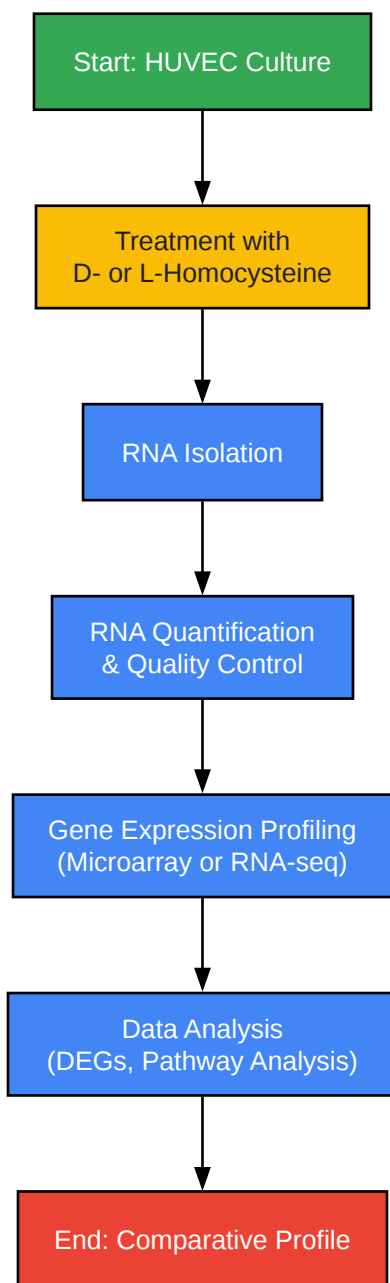 Start: HUVEC Culture
Treatment with
D- or L-Homocysteine
RNA Isolation
RNA Quantification
& Quality Control
Gene Expression Profiling
(Microarray or RNA-seq)
Data Analysis
(DEGs, Pathway Analysis)
End: Comparative Profile